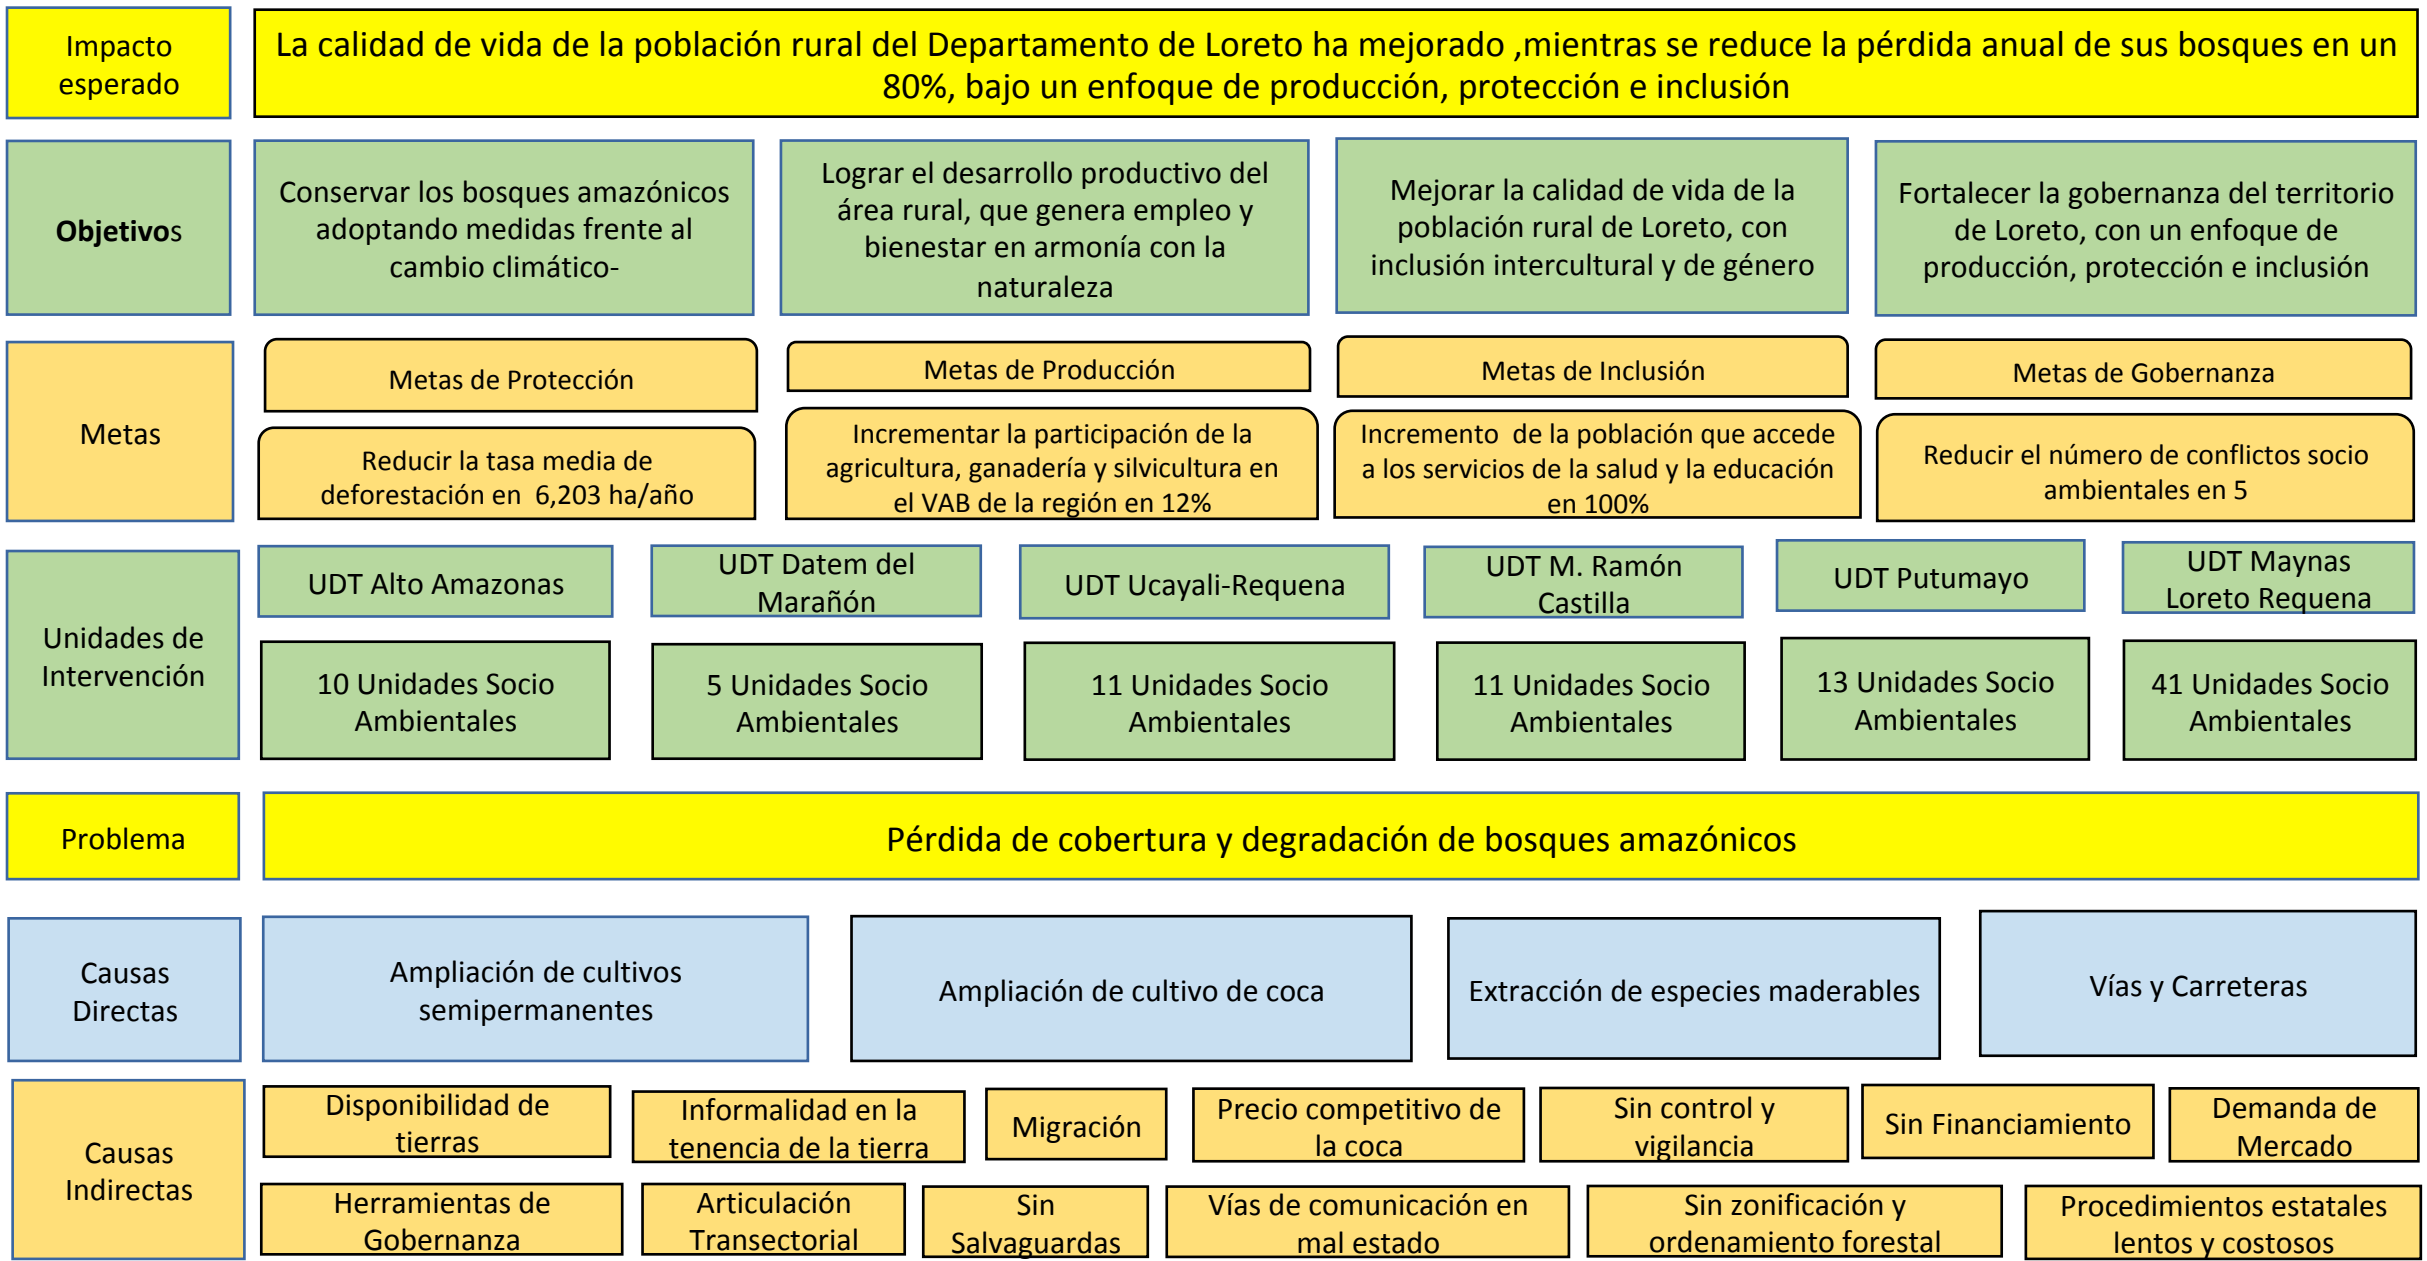 Impacto
esperado
La calidad de vida de la población rural del Departamento de Loreto ha mejorado ,mientras se reduce la pérdida anual de sus bosques en un
80%, bajo un enfoque de producción, protección e inclusión
Objetivos
Conservar los bosques amazónicos
adoptando medidas frente al
cambio climático-
Lograr el desarrollo productivo del
área rural, que genera empleo y
bienestar en armonía con la
naturaleza
Mejorar la calidad de vida de la
población rural de Loreto, con
inclusión intercultural y de género
Fortalecer la gobernanza del territorio
de Loreto, con un enfoque de
producción, protección e inclusión
Metas
Metas de Protección
Metas de Producción
Metas de Inclusión
Metas de Gobernanza
Reducir la tasa media de
deforestación en 6,203 ha/año
Incrementar la participación de la
agricultura, ganadería y silvicultura en
el VAB de la región en 12%
Incremento de la población que accede
a los servicios de la salud y la educación
en 100%
Reducir el número de conflictos socio
ambientales en 5
Unidades de
Intervención
UDT Alto Amazonas
UDT Datem del
Marañón
UDT Ucayali-Requena
UDT M. Ramón
Castilla
UDT Putumayo
UDT Maynas
Loreto Requena
10 Unidades Socio
Ambientales
5 Unidades Socio
Ambientales
11 Unidades Socio
Ambientales
11 Unidades Socio
Ambientales
13 Unidades Socio
Ambientales
41 Unidades Socio
Ambientales
Problema
Pérdida de cobertura y degradación de bosques amazónicos
Causas
Directas
Ampliación de cultivos
semipermanentes
Ampliación de cultivo de coca
Extracción de especies maderables
Vías y Carreteras
Causas
Indirectas
Disponibilidad de
tierras
Informalidad en la
tenencia de la tierra
Migración
Precio competitivo de
la coca
Sin control y
vigilancia
Sin Financiamiento
Demanda de
Mercado
Herramientas de
Gobernanza
Articulación
Transectorial
Sin
Salvaguardas
Vías de comunicación en
mal estado
Sin zonificación y
ordenamiento forestal
Procedimientos estatales
lentos y costosos